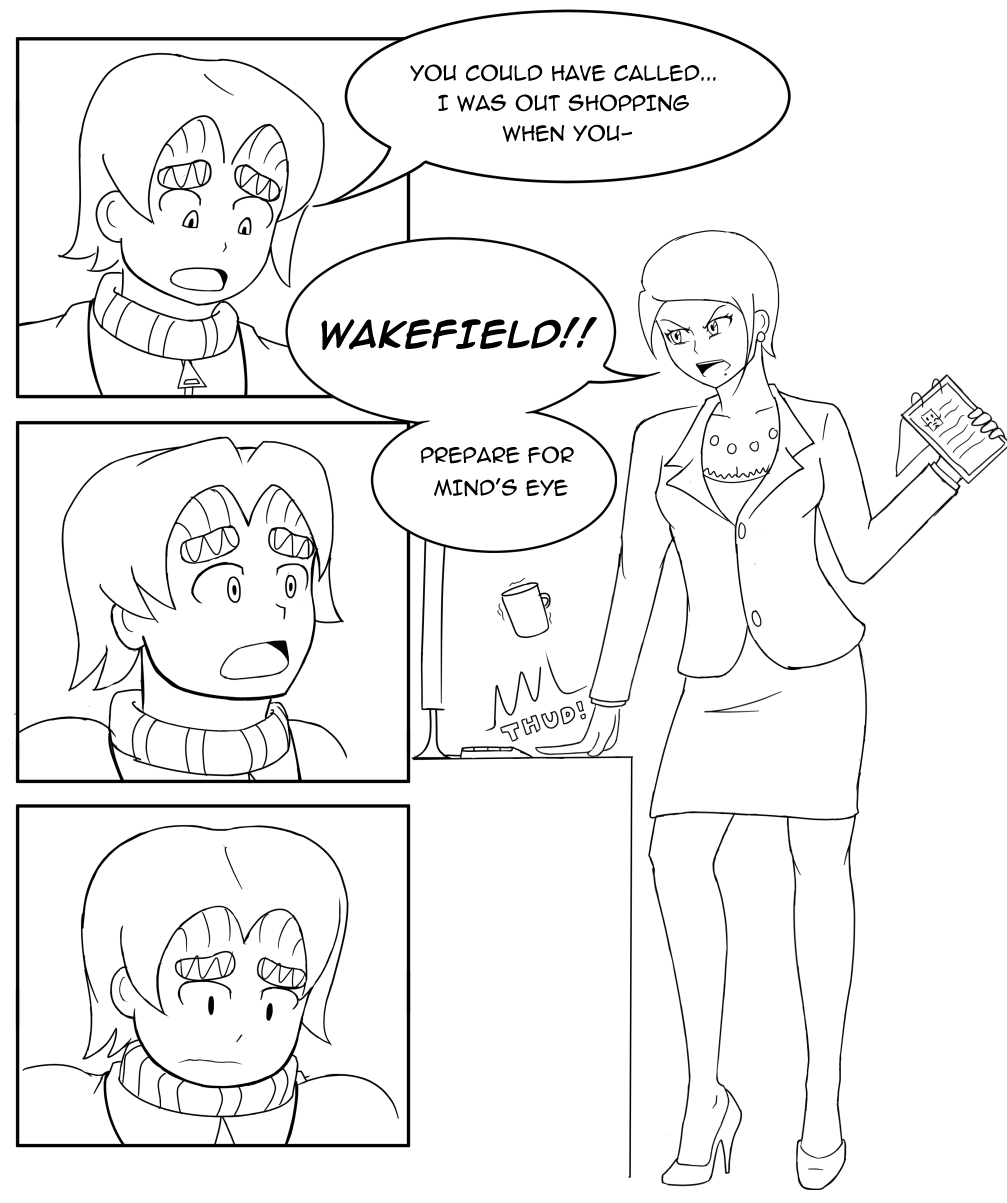 YOU COULD HAVE CALLED...
I WAS OUT SHOPPING
WHEN YOU-
WAKEFIELD!!
PREPARE FOR
MIND'S EYE
THUD!